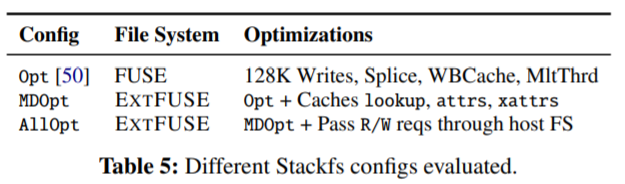 Config File System Optimizations
Opt [50] FUSE 128K Writes, Splice, WBCache, MltThrd
MDOpt EXTFUSE Opt + Caches lookup, attrs, xattrs
AllOpt EXTFUSE MDOpt + Pass R/W reqs through host FS
Table 5: Different Stackfs configs evaluated.